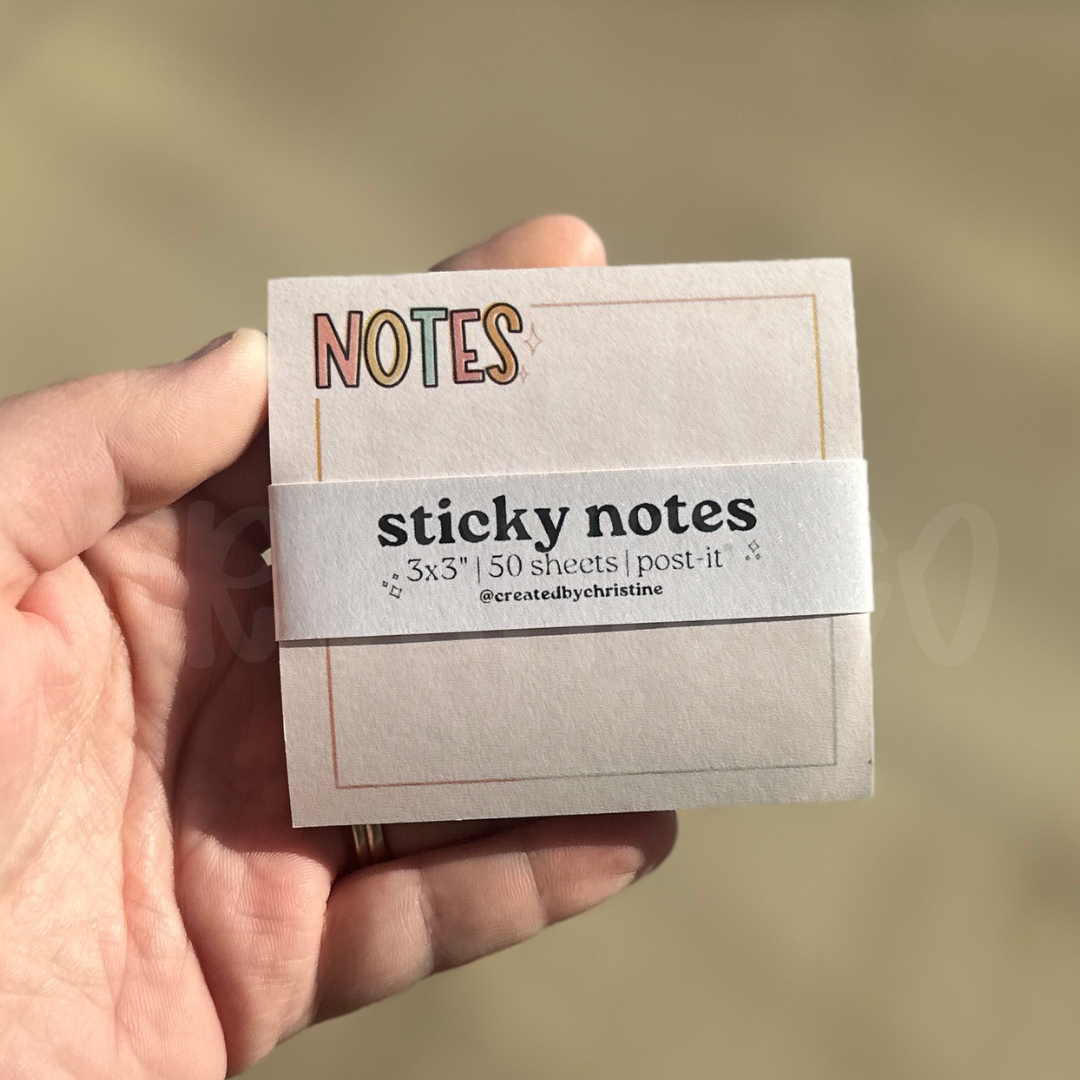 NOTES
sticky notes
3x3" | 50 sheets | post-it®
@createdbychristine